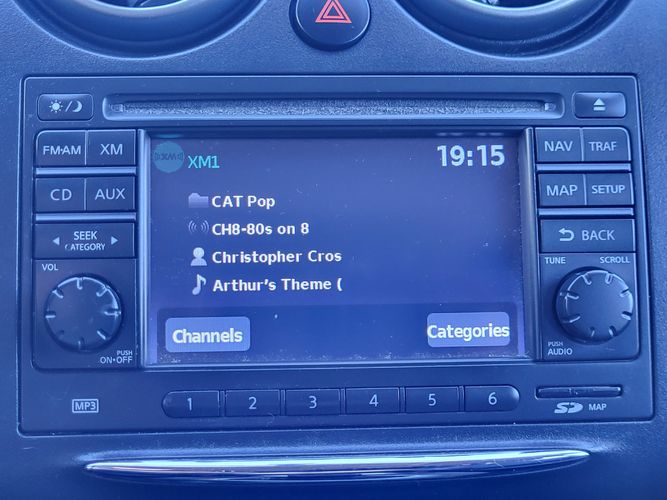 FM•AM XM
CD AUX
SEEK
CATEGORY
VOL
PUSH
ON•OFF
XM XM1 19:15
CAT Pop
CH8-80s on 8
Christopher Cros
Arthur's Theme (
Channels Categories
NAV TRAF
MAP SETUP
BACK
TUNE SCROLL
PUSH
AUDIO
MP3 1 2 3 4 5 6 SD MAP